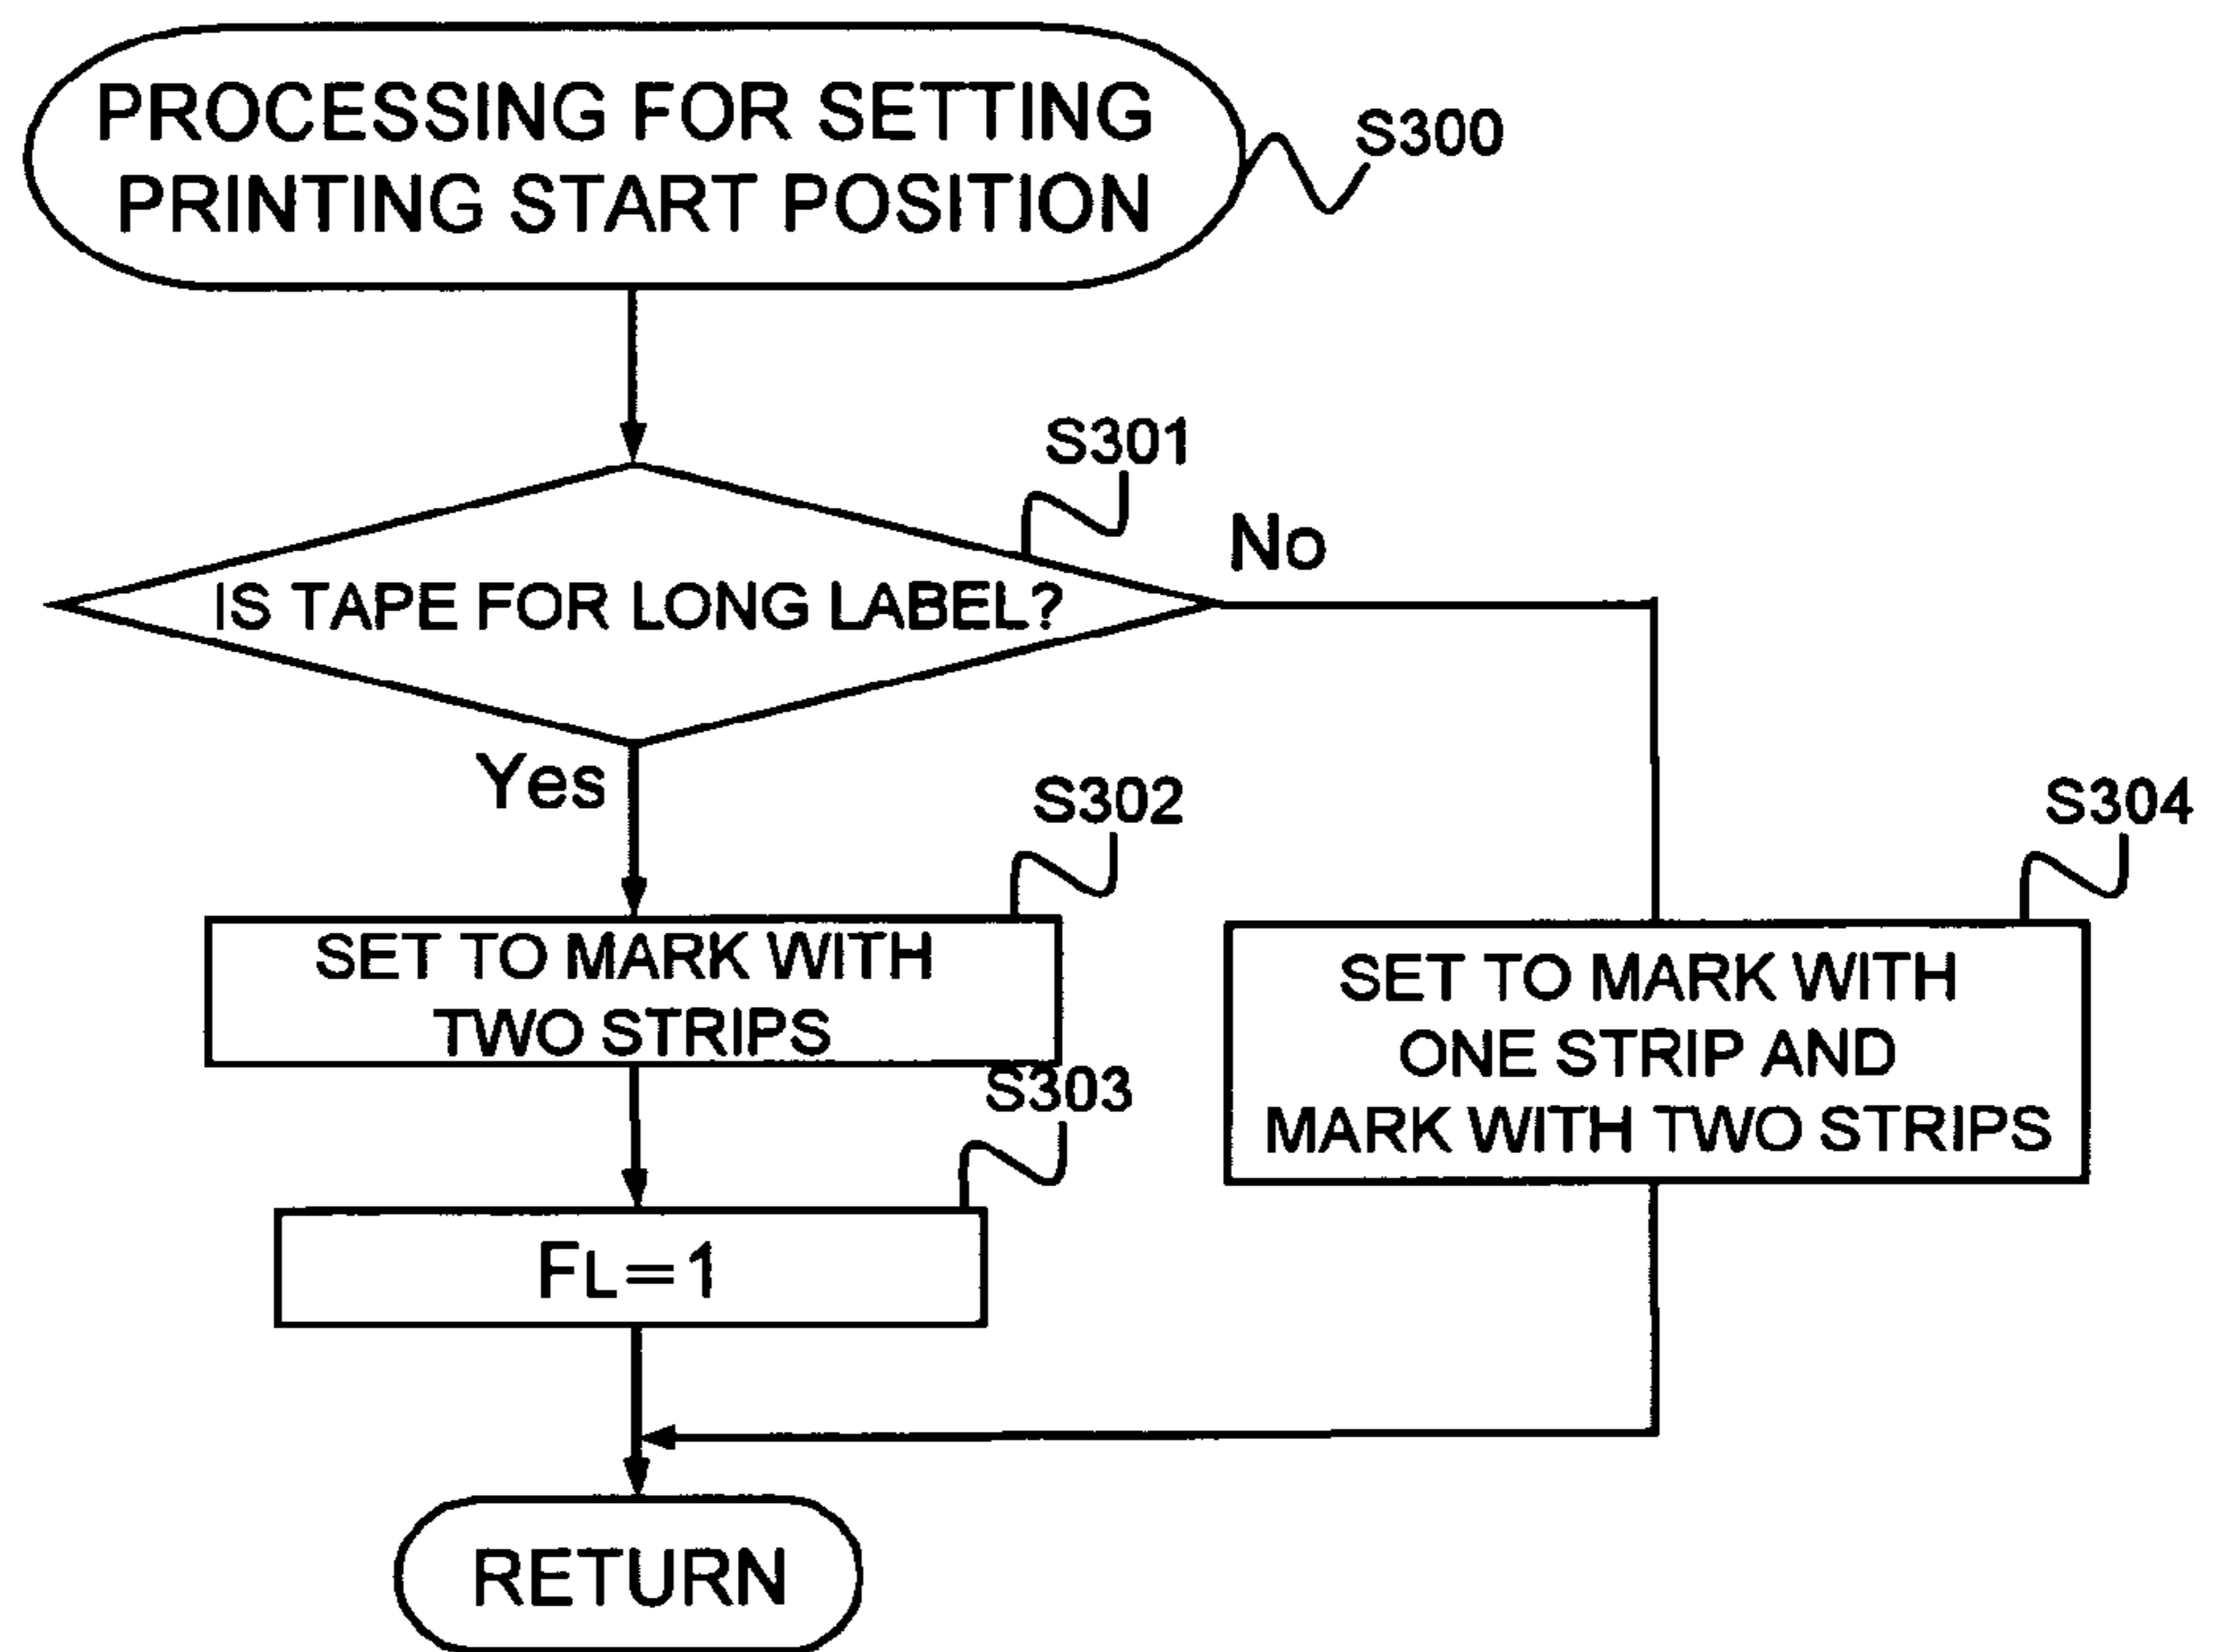 PROCESSING FOR SETTING
PRINTING START POSITION
S300
S301
IS TAPE FOR LONG LABEL?
No
Yes
S302
SET TO MARK WITH
TWO STRIPS
S304
SET TO MARK WITH
ONE STRIP AND
MARK WITH TWO STRIPS
S303
FL=1
RETURN